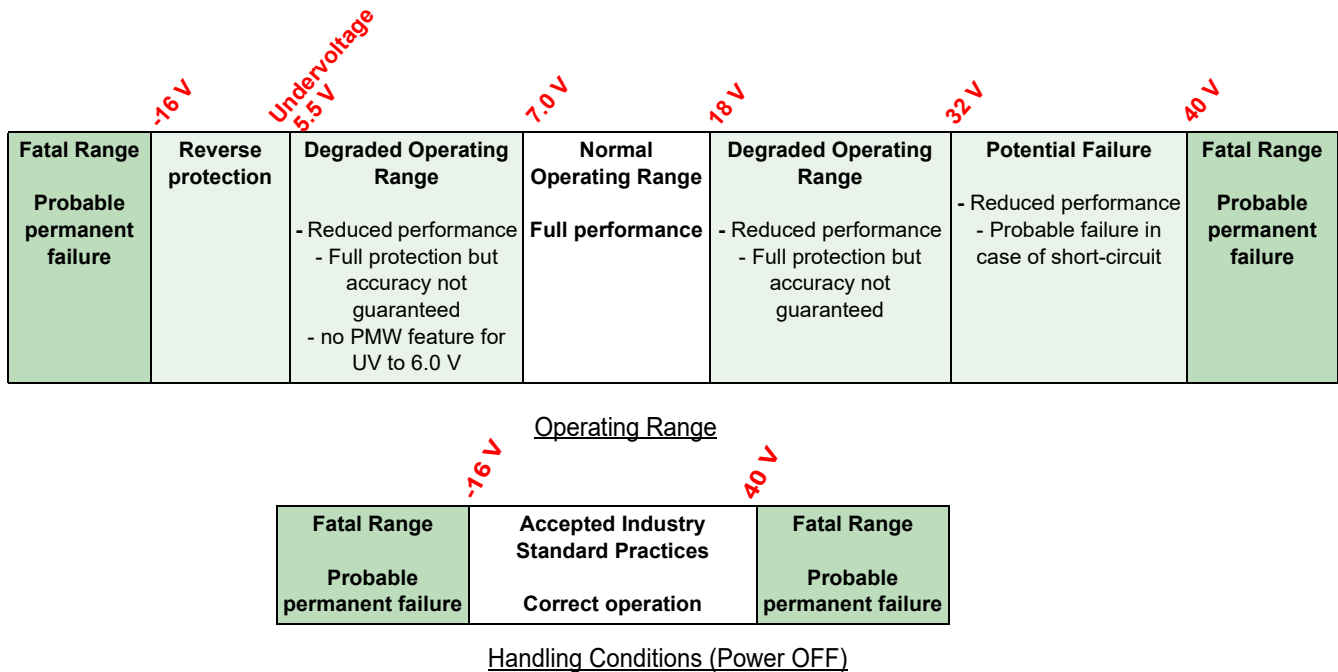 -16 V
Undervoltage
5.5 V
7.0 V
18 V
32 V
40 V
Fatal Range
Probable
permanent
failure
Reverse
protection
Degraded Operating
Range
- Reduced performance
- Full protection but
accuracy not
guaranteed
- no PMW feature for
UV to 6.0 V
Normal
Operating Range
Full performance
Degraded Operating
Range
- Reduced performance
- Full protection but
accuracy not
guaranteed
Potential Failure
- Reduced performance
- Probable failure in
case of short-circuit
Fatal Range
Probable
permanent
failure
Operating Range
-16 V
40 V
Fatal Range
Probable
permanent failure
Accepted Industry
Standard Practices
Correct operation
Fatal Range
Probable
permanent failure
Handling Conditions (Power OFF)